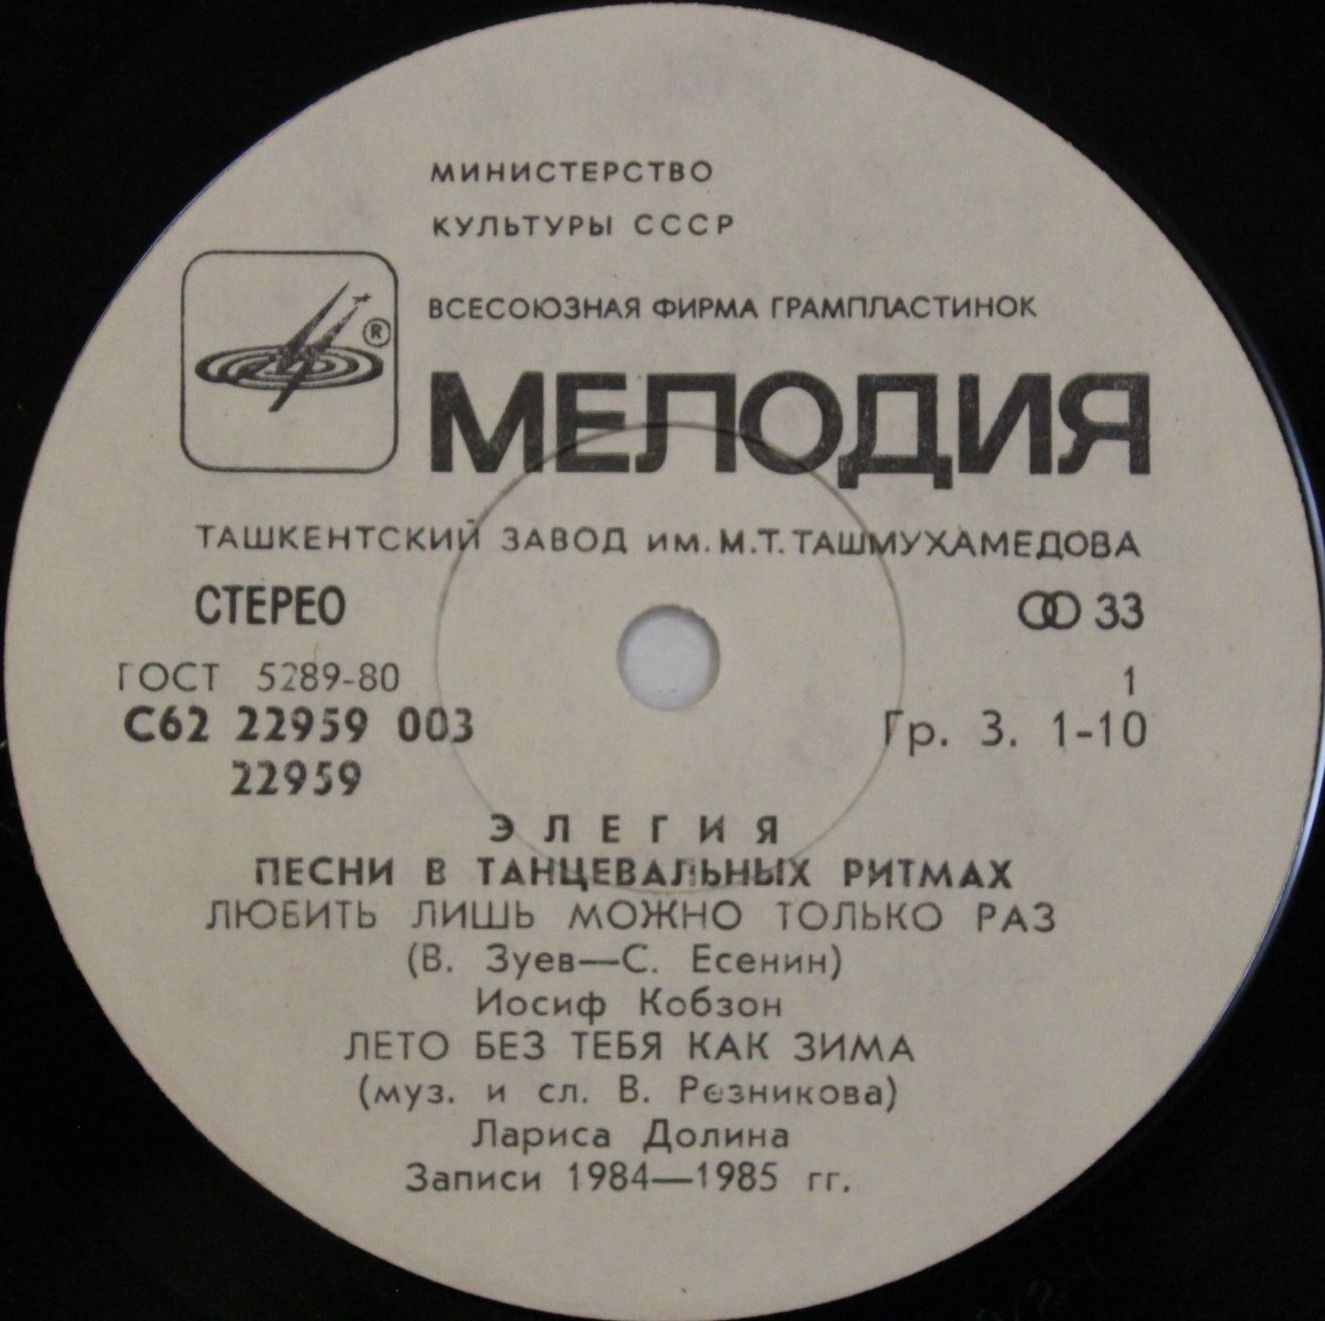 МИНИСТЕРСТВО
КУЛЬТУРЫ СССР
ВСЕСОЮЗНАЯ ФИРМА ГРАМПЛАСТИНОК
®
МЕЛОДИЯ
ТАШКЕНТСКИЙ ЗАВОД ИМ. М.Т. ТАШМУХАМЕДОВА
СТЕРЕО 33
ГОСТ 5289-80 1
С62 22959 003 Гр. 3. 1-10
22959
ЭЛЕГИЯ
ПЕСНИ В ТАНЦЕВАЛЬНЫХ РИТМАХ
ЛЮБИТЬ ЛИШЬ МОЖНО ТОЛЬКО РАЗ
(В. Зуев—С. Есенин)
Иосиф Кобзон
ЛЕТО БЕЗ ТЕБЯ КАК ЗИМА
(муз. и сл. В. Резникова)
Лариса Долина
Записи 1984—1985 гг.